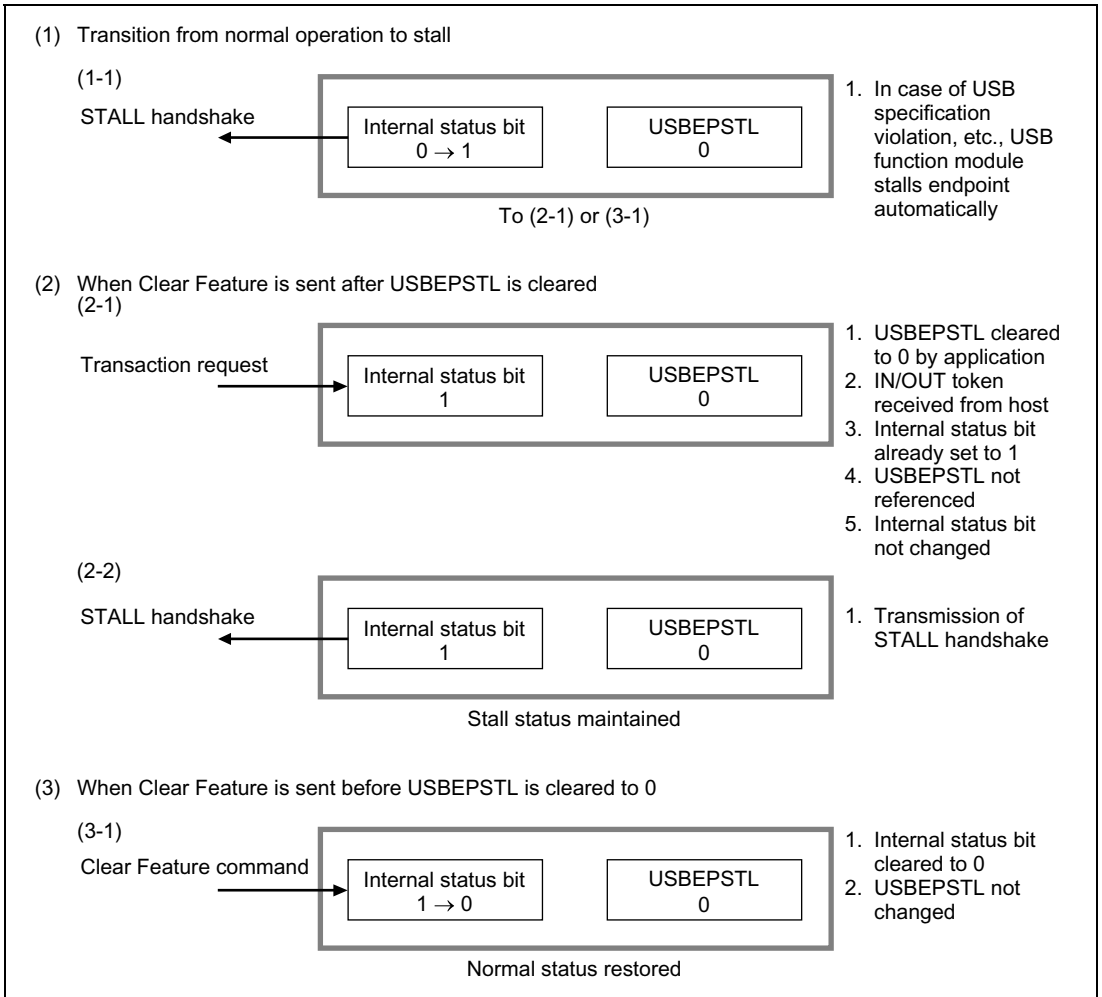 (1) Transition from normal operation to stall
(1-1)
STALL handshake
Internal status bit
0 → 1
USBEPSTL
0
To (2-1) or (3-1)
1. In case of USB
specification
violation, etc., USB
function module
stalls endpoint
automatically
(2) When Clear Feature is sent after USBEPSTL is cleared
(2-1)
Transaction request
Internal status bit
1
USBEPSTL
0
1. USBEPSTL cleared
to 0 by application
2. IN/OUT token
received from host
3. Internal status bit
already set to 1
4. USBEPSTL not
referenced
5. Internal status bit
not changed
(2-2)
STALL handshake
Internal status bit
1
USBEPSTL
0
1. Transmission of
STALL handshake
Stall status maintained
(3) When Clear Feature is sent before USBEPSTL is cleared to 0
(3-1)
Clear Feature command
Internal status bit
1 → 0
USBEPSTL
0
1. Internal status bit
cleared to 0
2. USBEPSTL not
changed
Normal status restored